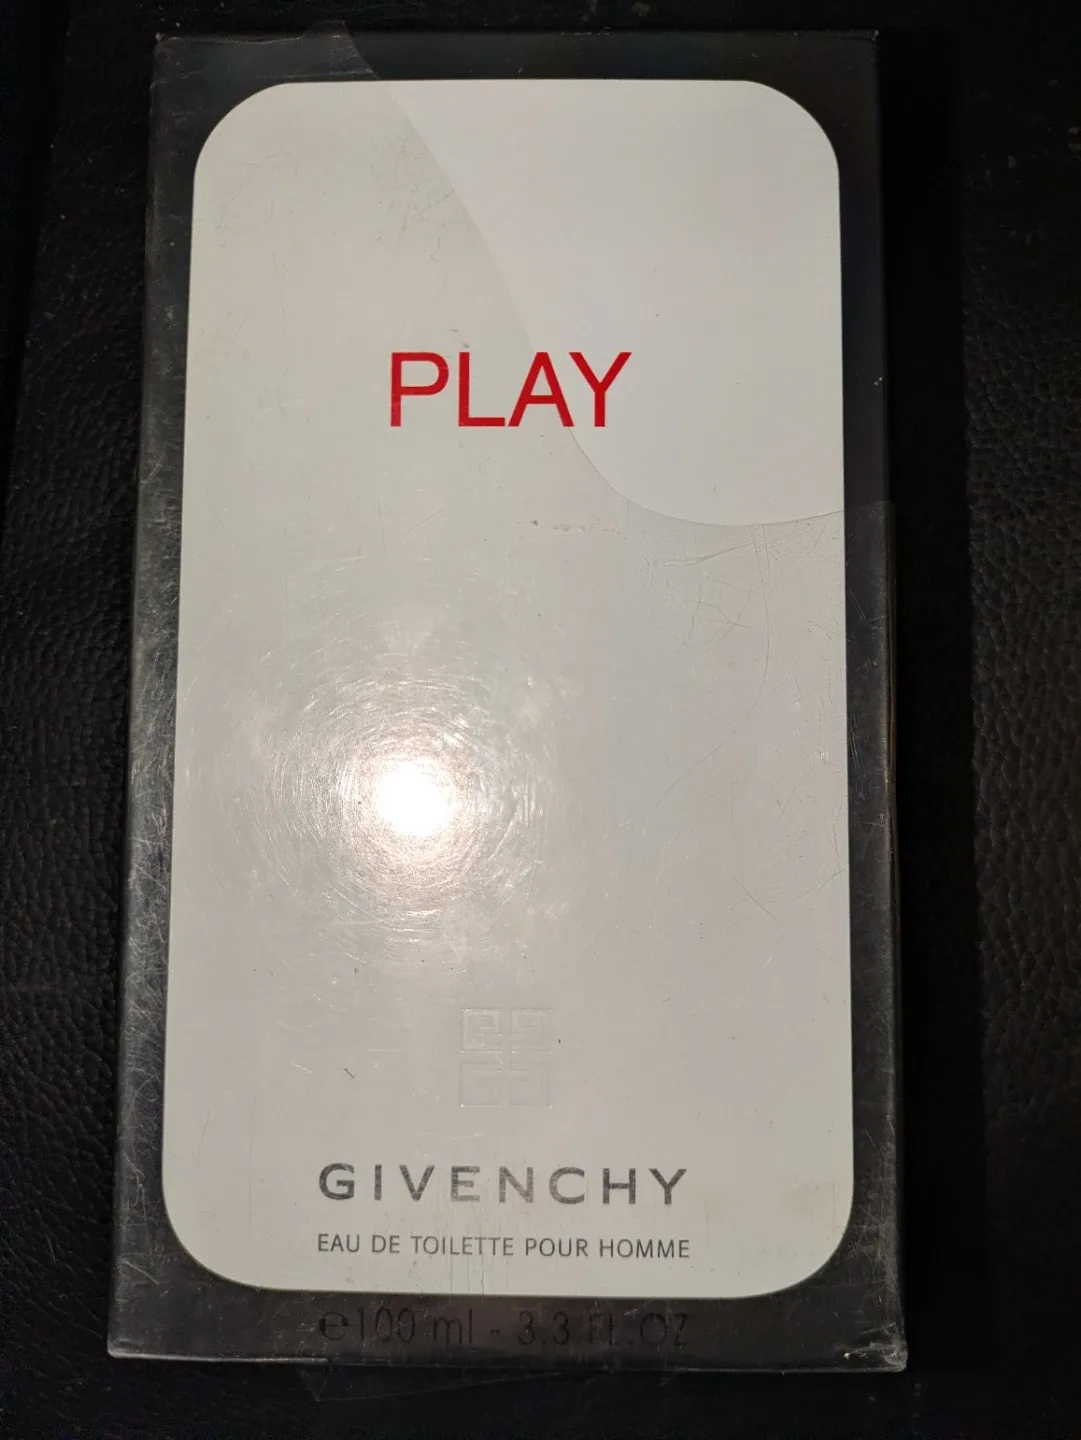 PLAY
GIVENCHY
EAU DE TOILETTE POUR HOMME
℮100 ml - 3.3 FL.OZ